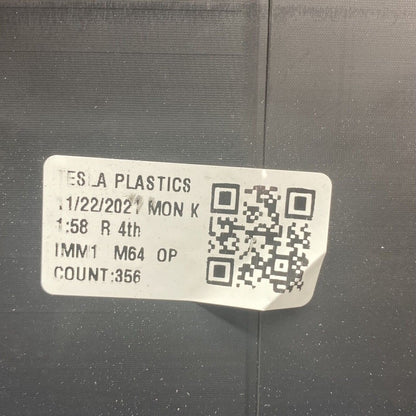 TESLA PLASTICS
11/22/2021 MON K
1:58 R 4th
IMM1 M64 OP
COUNT:356